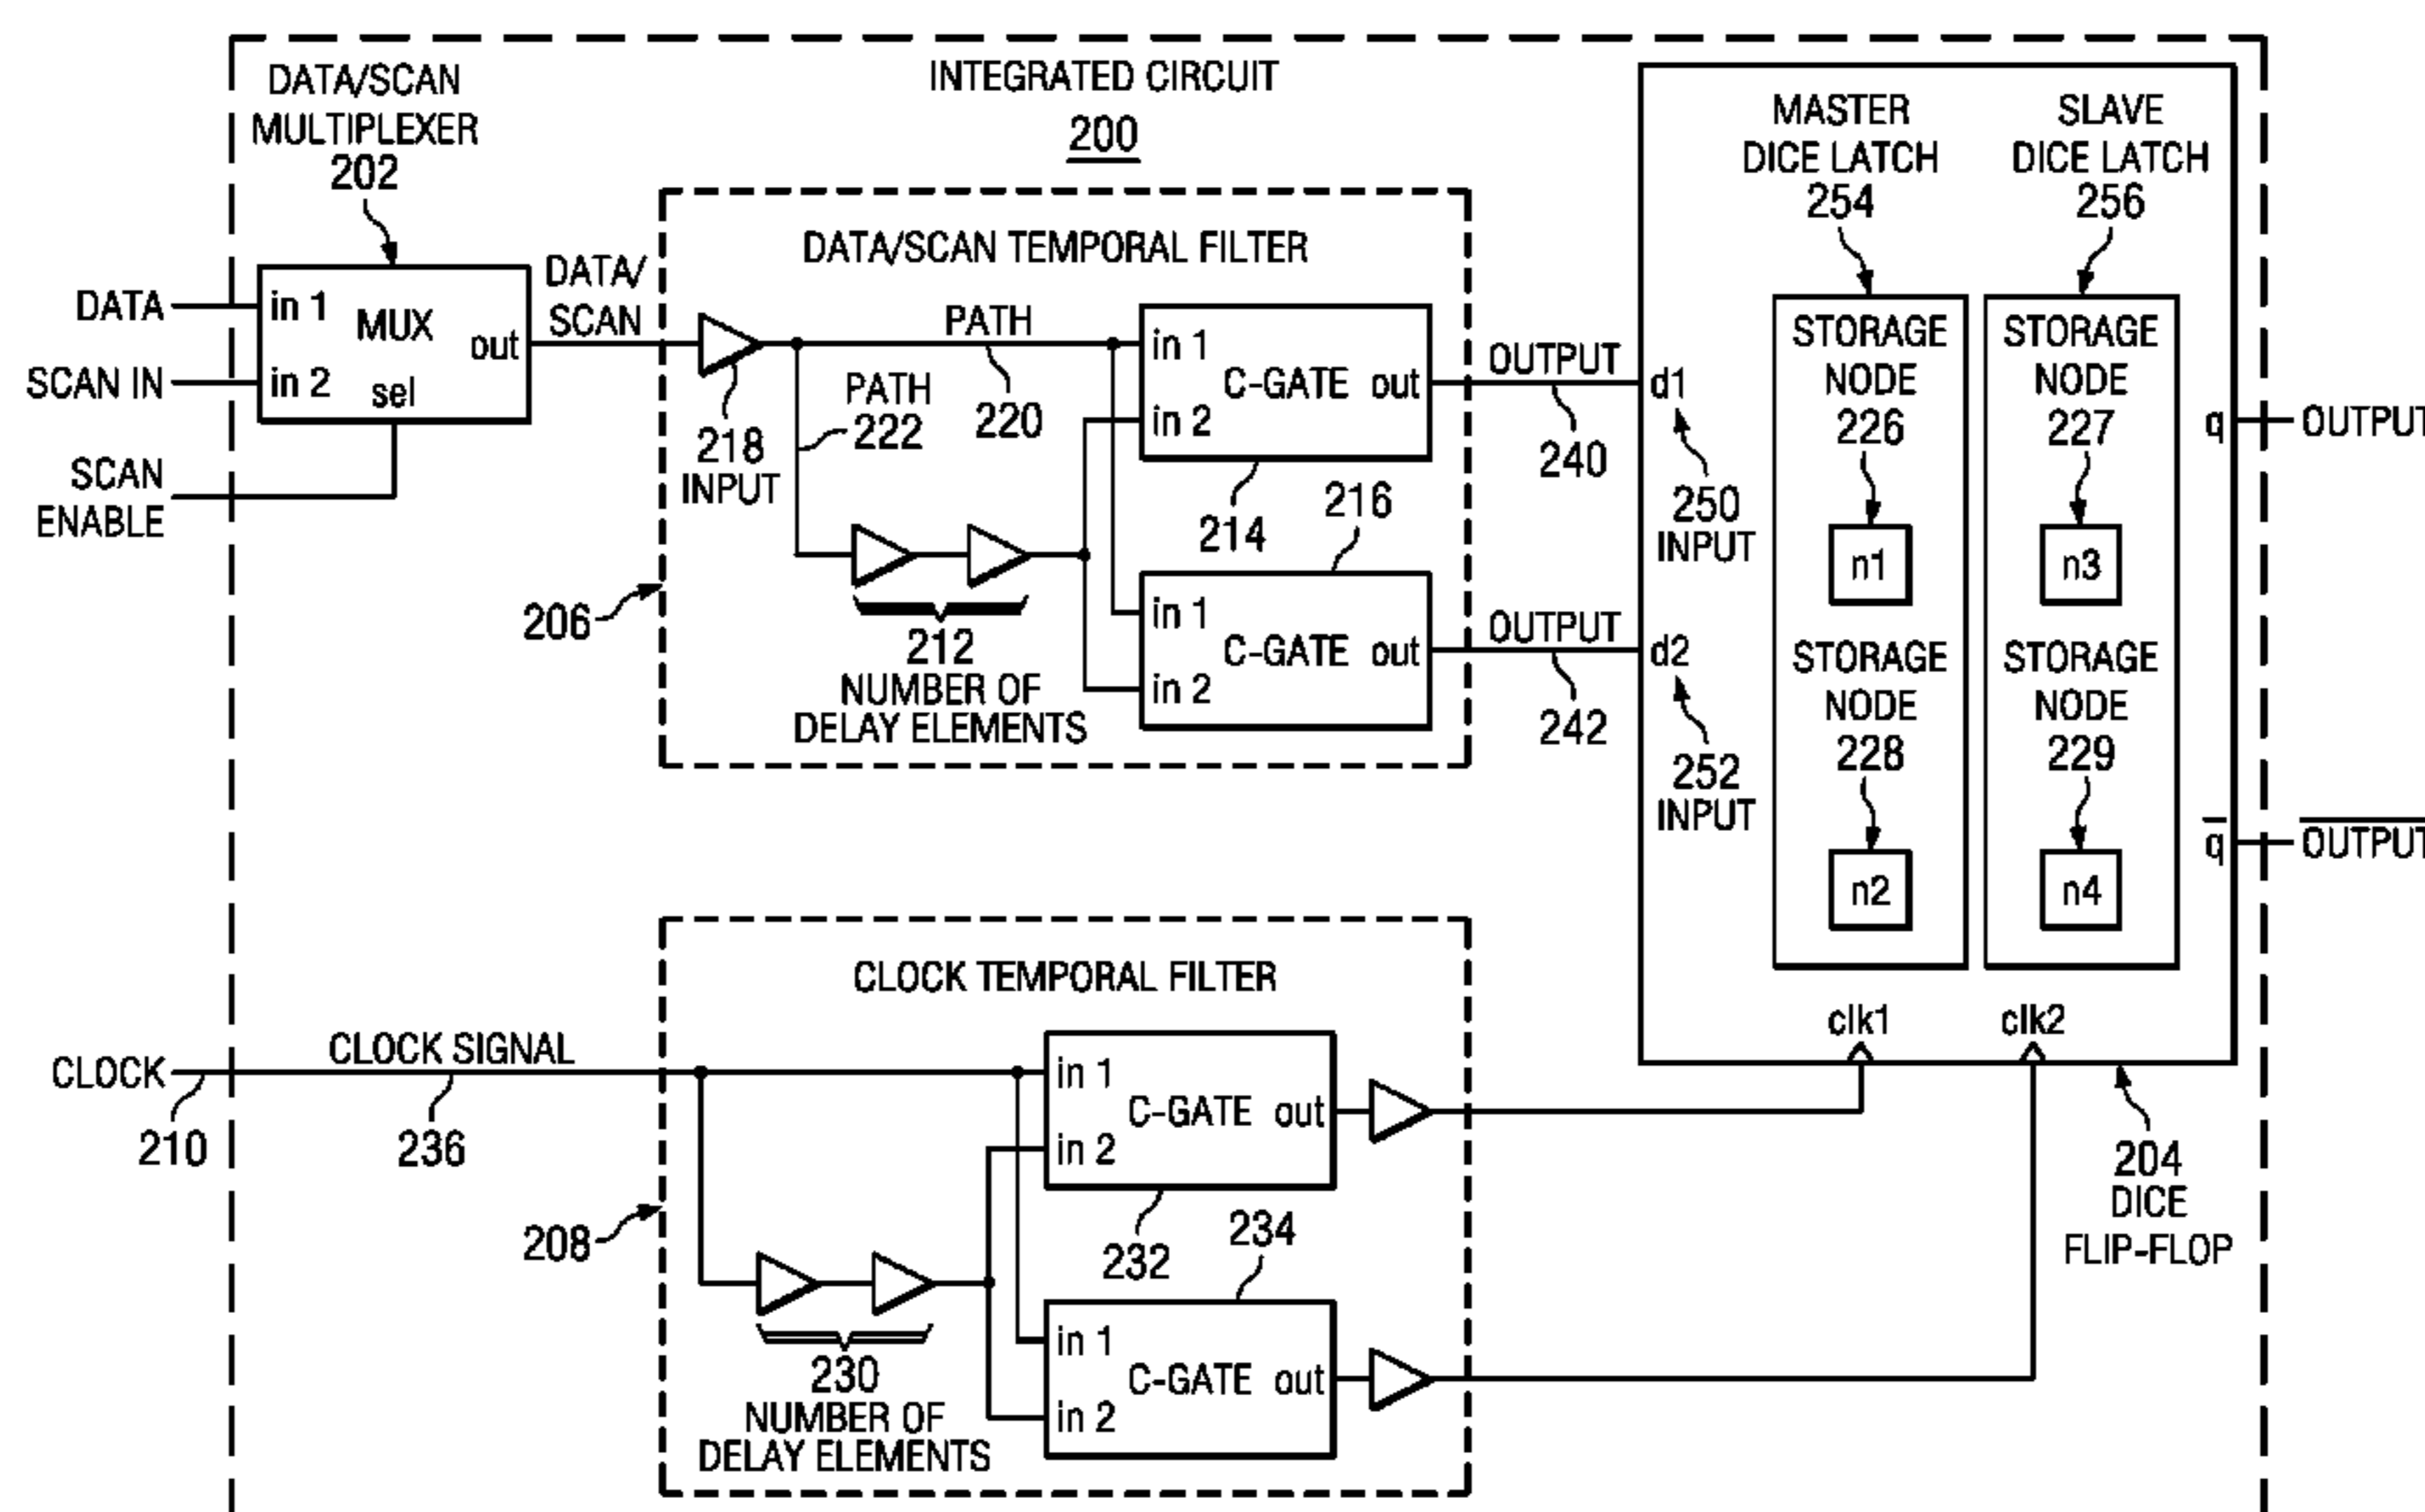 INTEGRATED CIRCUIT
200
DATA/SCAN
MULTIPLEXER
202
DATA
SCAN IN
SCAN
ENABLE
in 1
MUX
out
in 2
sel
DATA/
SCAN
DATA/SCAN TEMPORAL FILTER
PATH
220
PATH
222
218
INPUT
206
212
NUMBER OF
DELAY ELEMENTS
in 1
C-GATE
out
in 2
214
216
in 1
C-GATE
out
in 2
OUTPUT
240
OUTPUT
242
d1
250
INPUT
d2
252
INPUT
MASTER
DICE LATCH
254
SLAVE
DICE LATCH
256
STORAGE
NODE
226
n1
STORAGE
NODE
228
n2
STORAGE
NODE
227
n3
STORAGE
NODE
229
n4
q
OUTPUT
q̅
O̅U̅T̅P̅U̅T̅
clk1
clk2
204
DICE
FLIP-FLOP
CLOCK
210
CLOCK SIGNAL
236
CLOCK TEMPORAL FILTER
208
230
NUMBER OF
DELAY ELEMENTS
in 1
C-GATE
out
in 2
232
234
in 1
C-GATE
out
in 2